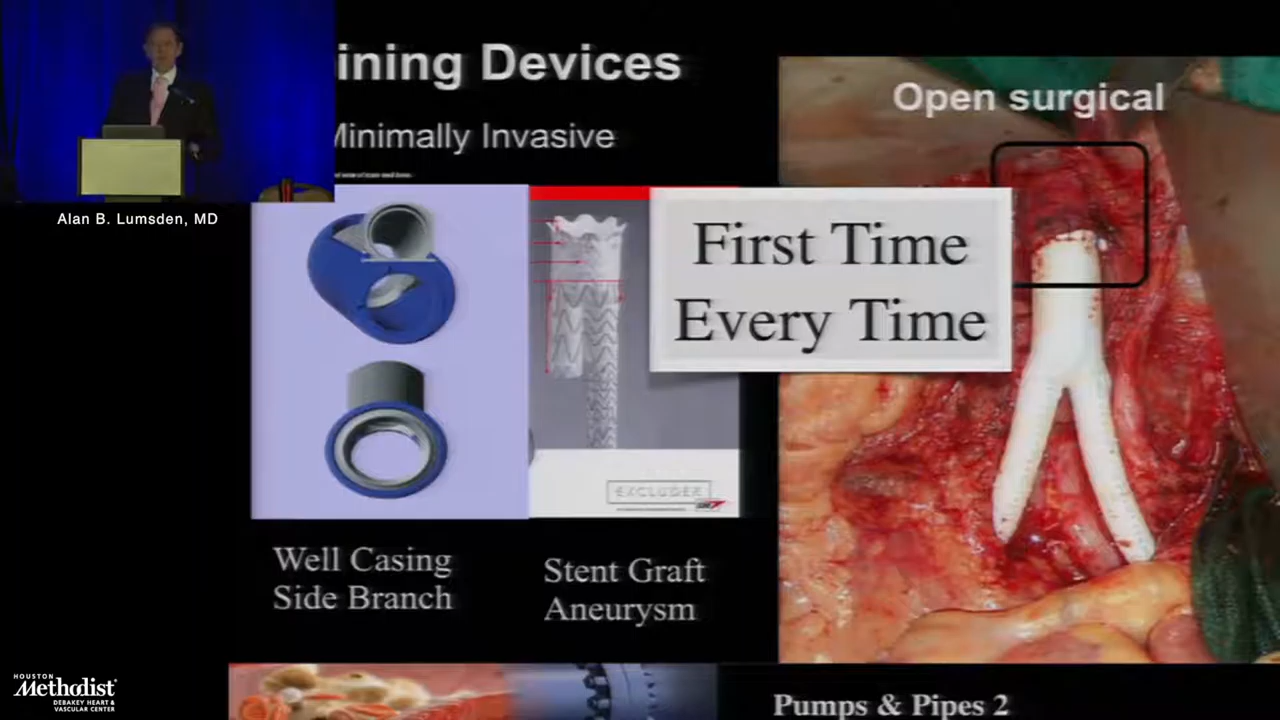 ining Devices
Minimally Invasive
Open surgical
First Time
Every Time
Alan B. Lumsden, MD
EXCLUDER
Well Casing
Side Branch
Stent Graft
Aneurysm
HOUSTON
Methodist
DEBAKEY HEART &
VASCULAR CENTER
Pumps & Pipes 2